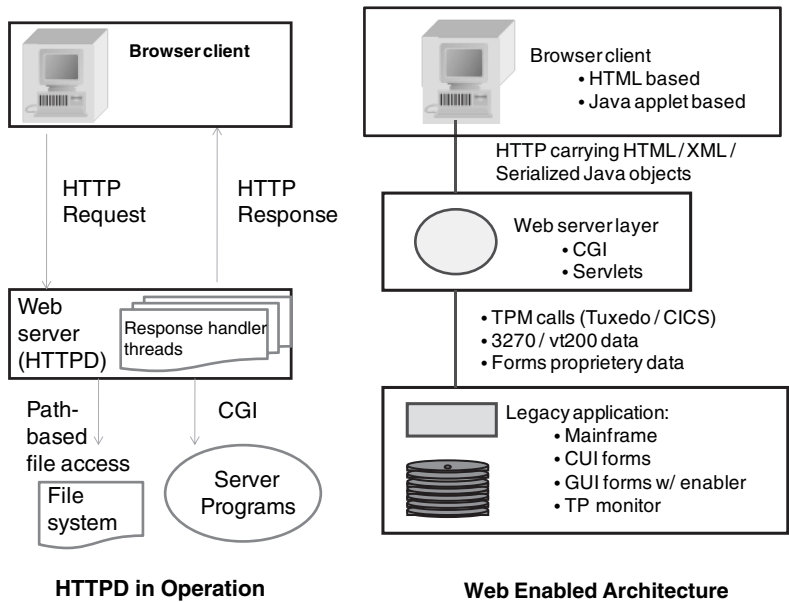 Browser client
HTTP
Request
HTTP
Response
Web
server
(HTTPD)
Response handler
threads
Path-
based
file access
CGI
File
system
Server
Programs
HTTPD in Operation
Browser client
• HTML based
• Java applet based
HTTP carrying HTML / XML /
Serialized Java objects
Web server layer
• CGI
• Servlets
• TPM calls (Tuxedo / CICS)
• 3270 / vt200 data
• Forms proprietery data
Legacy application:
• Mainframe
• CUI forms
• GUI forms w/ enabler
• TP monitor
Web Enabled Architecture